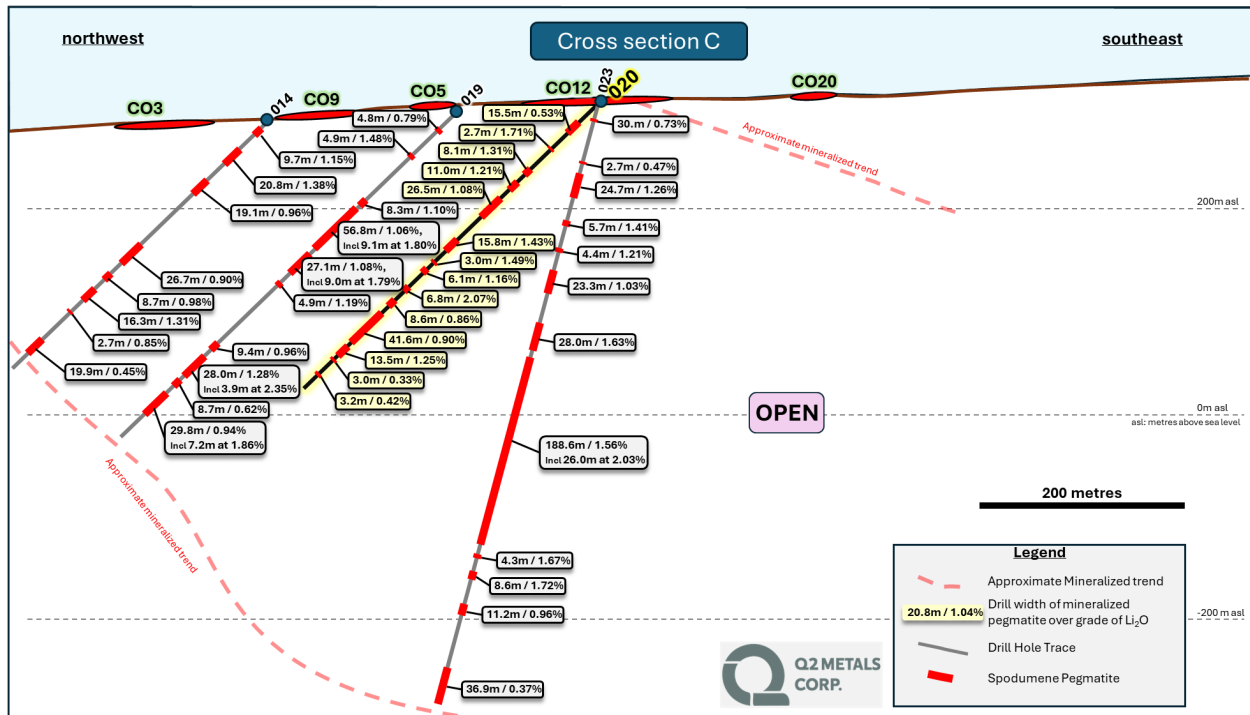 northwest
Cross section C
southeast
CO3
014
CO9
CO5
019
CO12
023
020
CO20
9.7m / 1.15%
20.8m / 1.38%
19.1m / 0.96%
26.7m / 0.90%
8.7m / 0.98%
16.3m / 1.31%
2.7m / 0.85%
19.9m / 0.45%
4.8m / 0.79%
4.9m / 1.48%
8.3m / 1.10%
56.8m / 1.06%,
Incl 9.1m at 1.80%
27.1m / 1.08%,
Incl 9.0m at 1.79%
4.9m / 1.19%
9.4m / 0.96%
28.0m / 1.28%
Incl 3.9m at 2.35%
8.7m / 0.62%
29.8m / 0.94%
Incl 7.2m at 1.86%
15.5m / 0.53%
2.7m / 1.71%
8.1m / 1.31%
11.0m / 1.21%
26.5m / 1.08%
15.8m / 1.43%
3.0m / 1.49%
6.1m / 1.16%
6.8m / 2.07%
8.6m / 0.86%
41.6m / 0.90%
13.5m / 1.25%
3.0m / 0.33%
3.2m / 0.42%
30.m / 0.73%
2.7m / 0.47%
24.7m / 1.26%
5.7m / 1.41%
4.4m / 1.21%
23.3m / 1.03%
28.0m / 1.63%
188.6m / 1.56%
Incl 26.0m at 2.03%
4.3m / 1.67%
8.6m / 1.72%
11.2m / 0.96%
36.9m / 0.37%
Approximate mineralized trend
Approximate mineralized trend
200m asl
OPEN
0m asl
asl: metres above sea level
200 metres
-200 m asl
Q2 METALS
CORP.
Legend
Approximate Mineralized trend
20.8m / 1.04%
Drill width of mineralized
pegmatite over grade of Li₂O
Drill Hole Trace
Spodumene Pegmatite